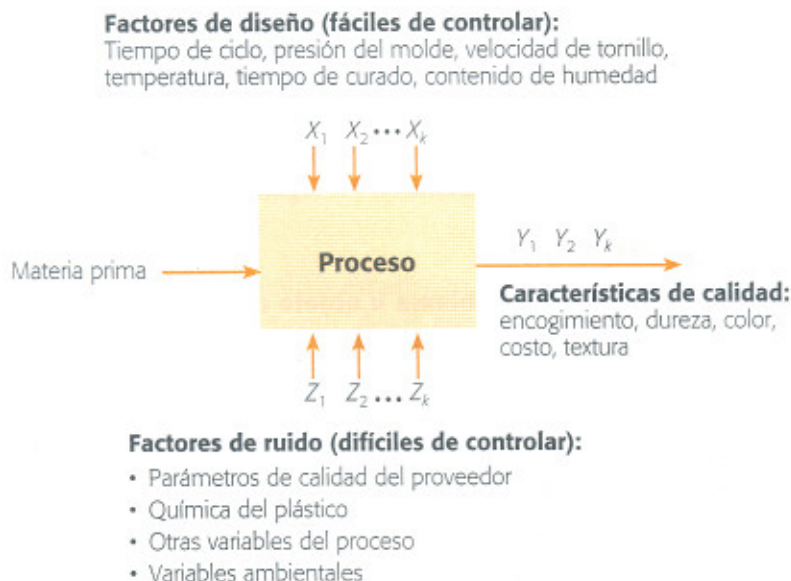 Factores de diseño (fáciles de controlar):
Tiempo de ciclo, presión del molde, velocidad de tornillo,
temperatura, tiempo de curado, contenido de humedad
X₁ X₂ ••• Xₖ
Materia prima
Proceso
Y₁ Y₂ Yₖ
Características de calidad:
encogimiento, dureza, color,
costo, textura
Z₁ Z₂ ... Zₖ
Factores de ruido (difíciles de controlar):
• Parámetros de calidad del proveedor
• Química del plástico
• Otras variables del proceso
• Variables ambientales